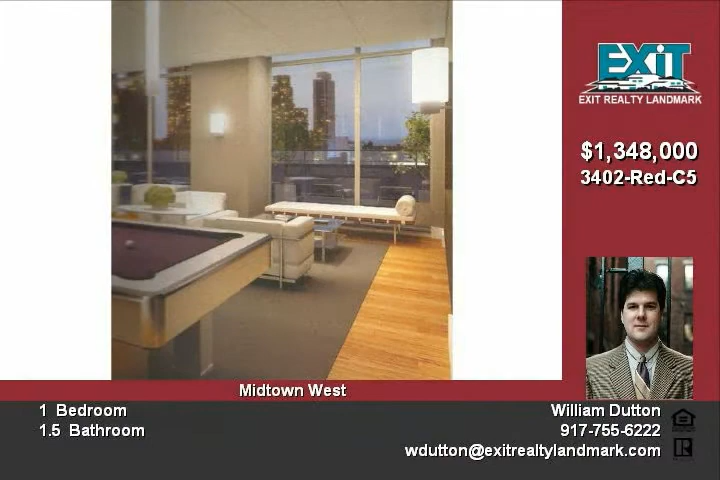 EXIT
EXIT REALTY LANDMARK
$1,348,000
3402-Red-C5
Midtown West
1 Bedroom
1.5 Bathroom
William Dutton
917-755-6222
wdutton@exitrealtylandmark.com